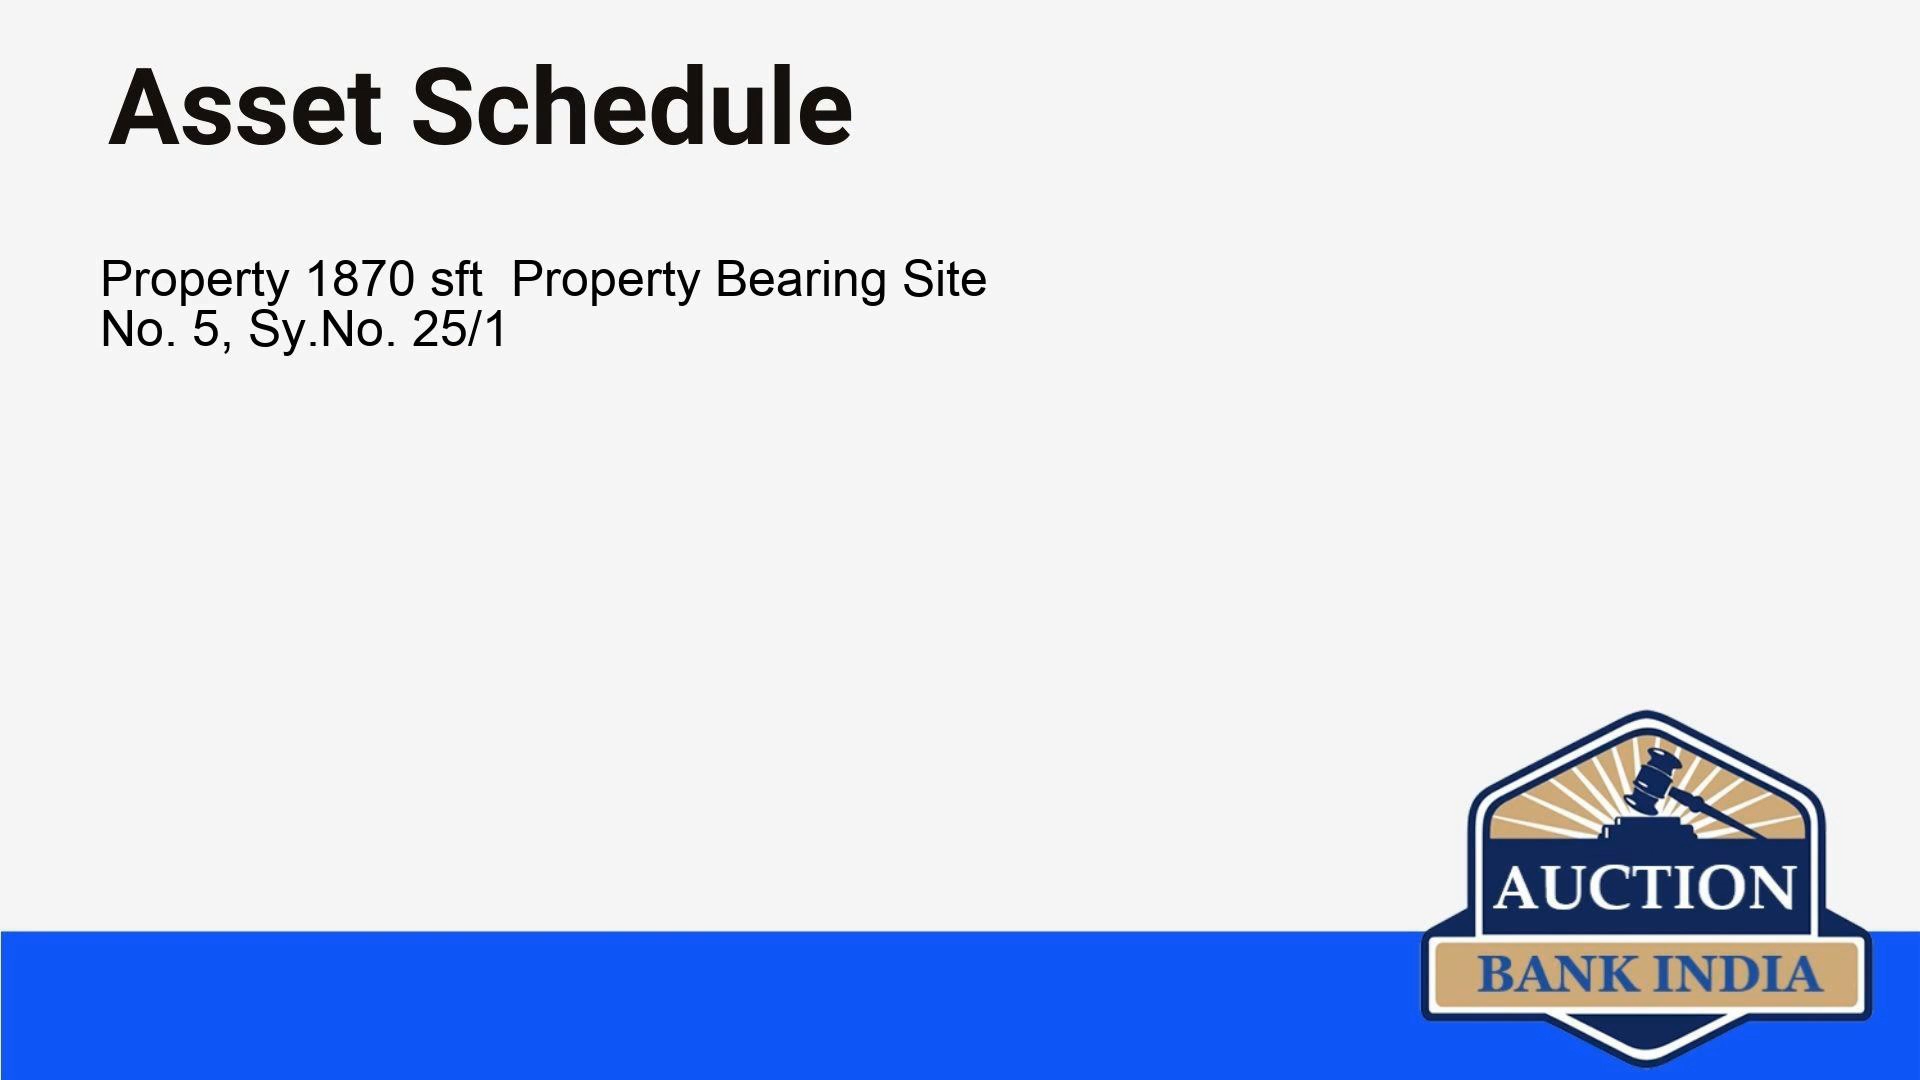 Asset Schedule
Property 1870 sft  Property Bearing Site
No. 5, Sy.No. 25/1
AUCTION
BANK INDIA